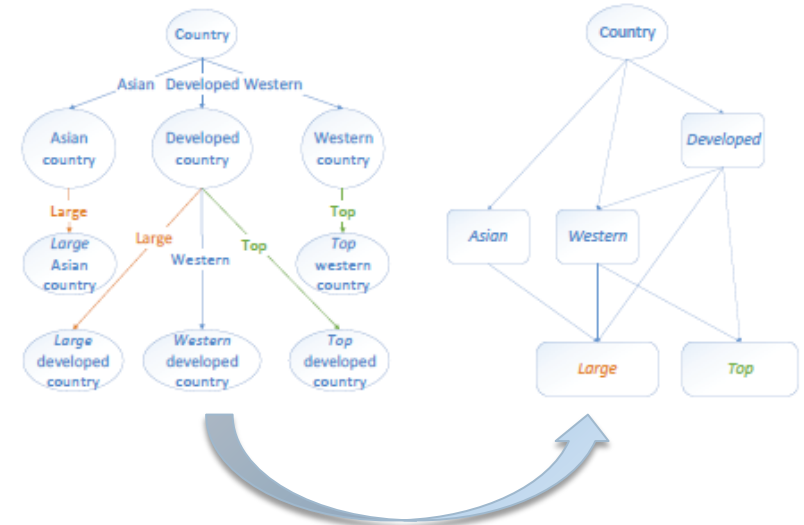 Country
Asian Developed Western
Asian
country
Developed
country
Western
country
Large
Top
Large
Asian
country
Large
Western
Top
Top
western
country
Large
developed
country
Western
developed
country
Top
developed
country
Country
Developed
Asian
Western
Large
Top